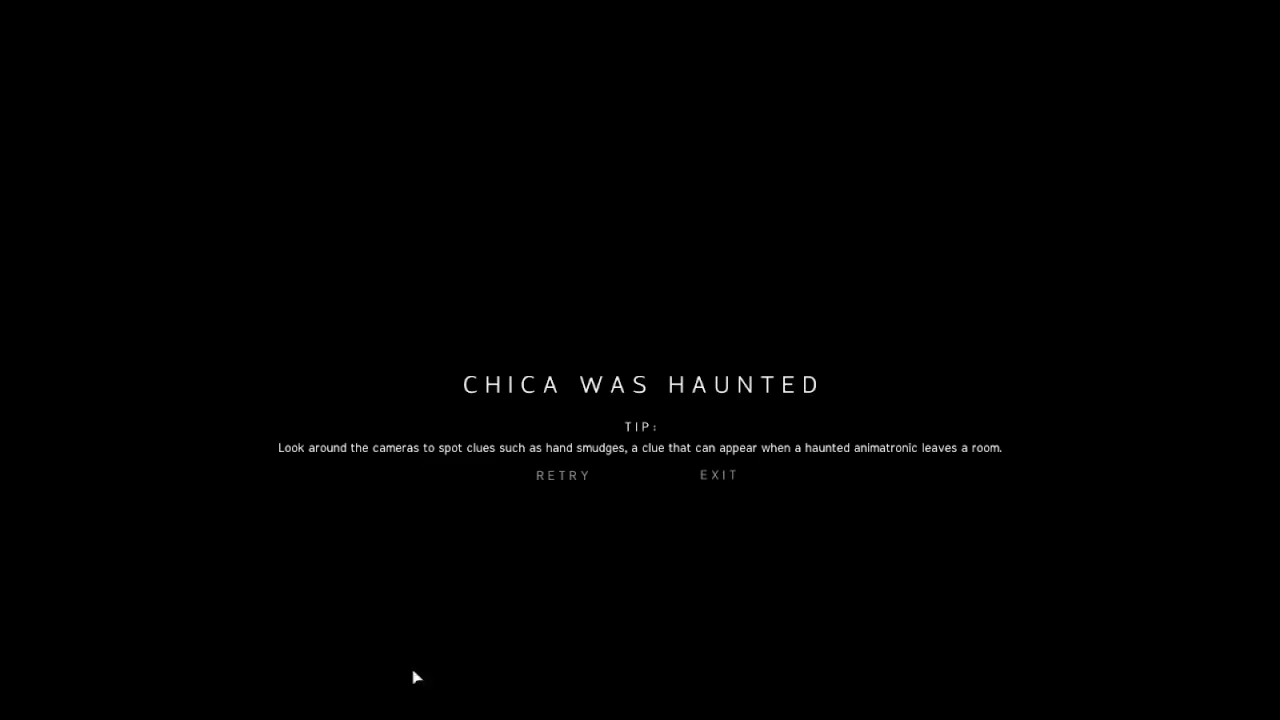 CHICA WAS HAUNTED
TIP:
Look around the cameras to spot clues such as hand smudges, a clue that can appear when a haunted animatronic leaves a room.
RETRY EXIT